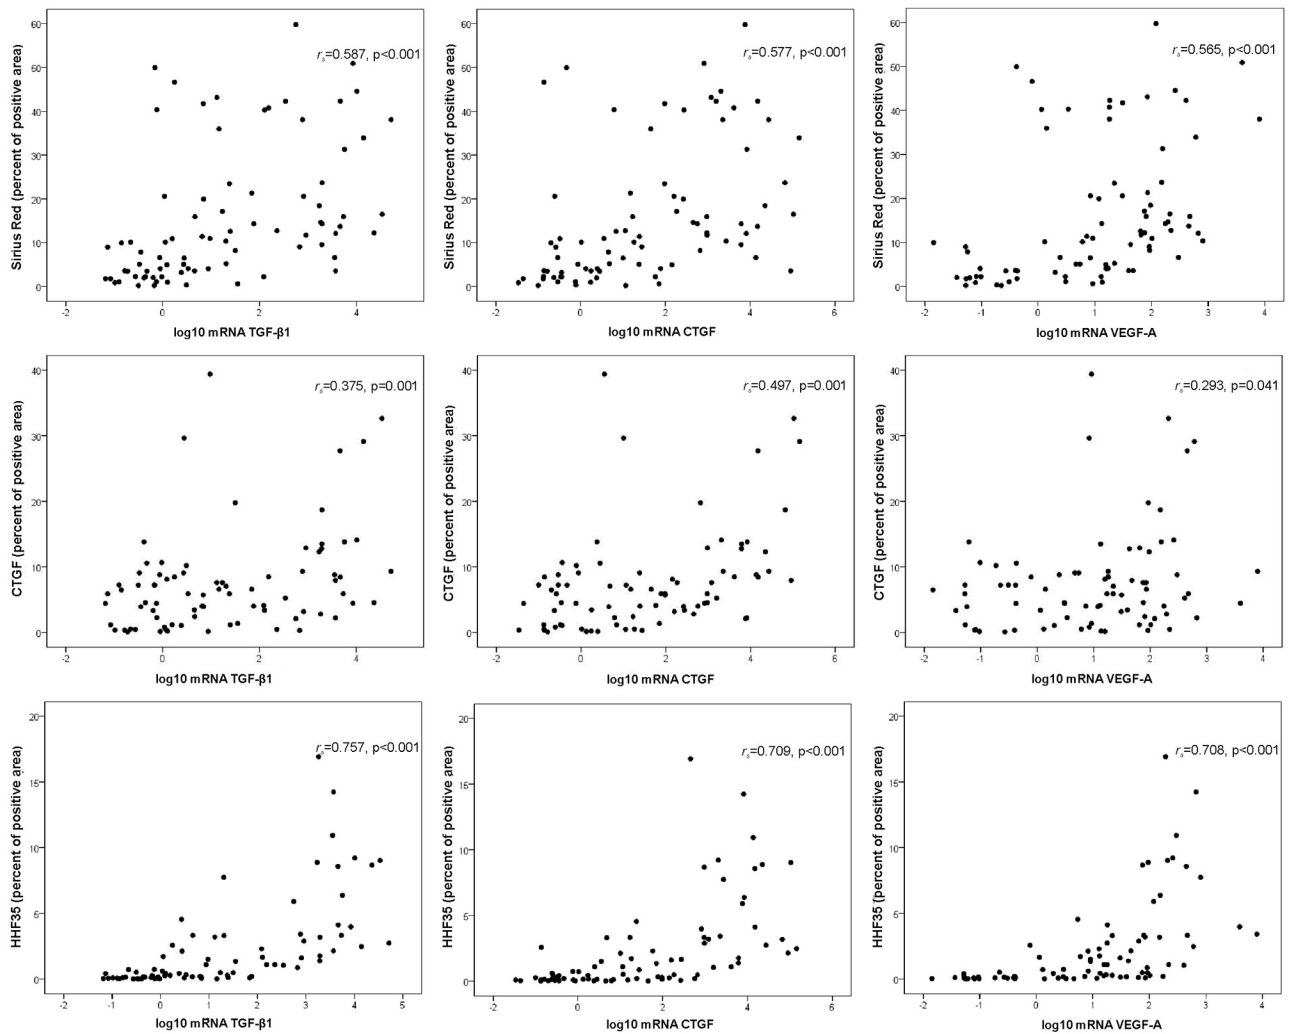 Sirius Red (percent of positive area)
60
50
40
30
20
10
0
rs=0.587, p<0.001
-2 0 2 4
log10 mRNA TGF-β1
Sirius Red (percent of positive area)
60
50
40
30
20
10
0
rs=0.577, p<0.001
-2 0 2 4 6
log10 mRNA CTGF
Sirius Red (percent of positive area)
60
50
40
30
20
10
0
rs=0.565, p<0.001
-2 -1 0 1 2 3 4
log10 mRNA VEGF-A
CTGF (percent of positive area)
40
30
20
10
0
rs=0.375, p=0.001
-2 0 2 4
log10 mRNA TGF-β1
CTGF (percent of positive area)
40
30
20
10
0
rs=0.497, p=0.001
-2 0 2 4 6
log10 mRNA CTGF
CTGF (percent of positive area)
40
30
20
10
0
rs=0.293, p=0.041
-2 -1 0 1 2 3 4
log10 mRNA VEGF-A
HHF35 (percent of positive area)
20
15
10
5
0
rs=0.757, p<0.001
-2 -1 0 1 2 3 4 5
log10 mRNA TGF-β1
HHF35 (percent of positive area)
20
15
10
5
0
rs=0.709, p<0.001
-2 0 2 4 6
log10 mRNA CTGF
HHF35 (percent of positive area)
20
15
10
5
0
rs=0.708, p<0.001
-2 -1 0 1 2 3 4
log10 mRNA VEGF-A